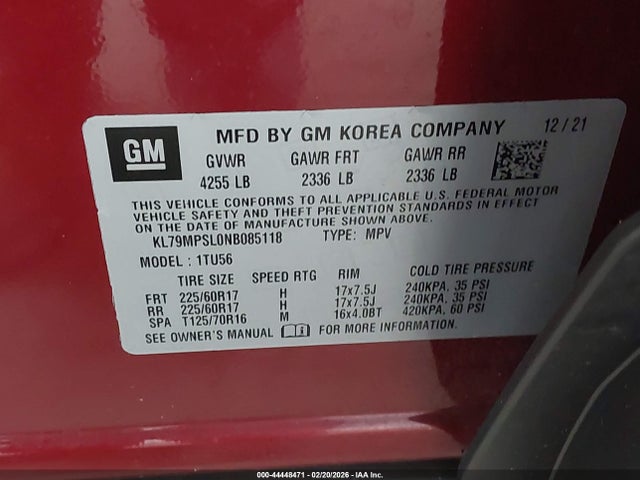 GM
MFD BY GM KOREA COMPANY 12/21
GVWR GAWR FRT GAWR RR
4255 LB 2336 LB 2336 LB
THIS VEHICLE CONFORMS TO ALL APPLICABLE U.S. FEDERAL MOTOR
VEHICLE SAFETY AND THEFT PREVENTION STANDARDS IN EFFECT
ON THE DATE OF MANUFACTURE SHOWN ABOVE.
KL79MPSL0NB085118 TYPE: MPV
MODEL: 1TU56
TIRE SIZE SPEED RTG RIM COLD TIRE PRESSURE
FRT 225/60R17 H 17x7.5J 240KPA, 35 PSI
RR 225/60R17 H 17x7.5J 240KPA, 35 PSI
SPA T125/70R16 M 16x4.0BT 420KPA, 60 PSI
SEE OWNER'S MANUAL FOR MORE INFORMATION.
000-44448471 - 02/20/2026 - IAA Inc.